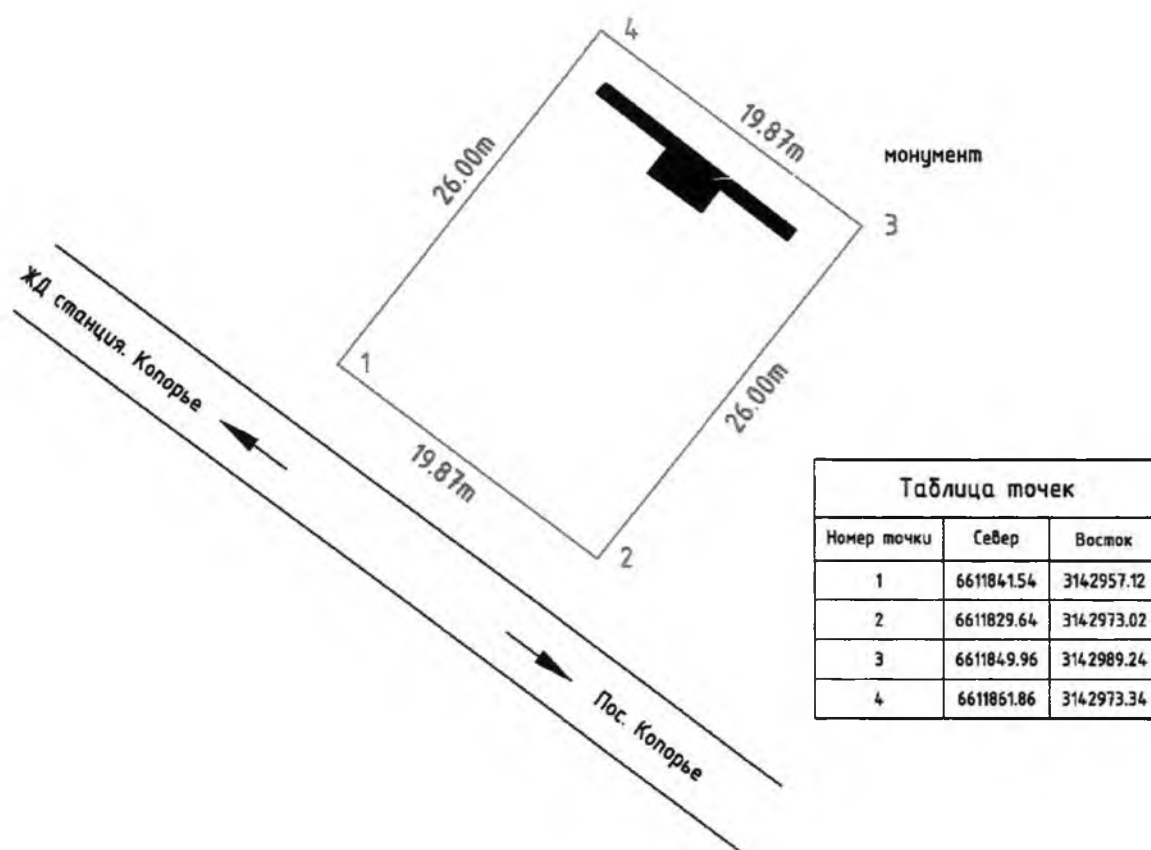 4
19.87m
монумент
26.00m
3
ЖД станция. Копорье
1
26.00m
19.87m
2
Таблица точек
Номер точки Север Восток
1 6611841.54 3142957.12
2 6611829.64 3142973.02
3 6611849.96 3142989.24
4 6611861.86 3142973.34
Пос. Копорье